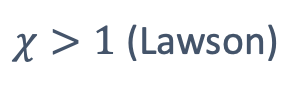 χ > 1 (Lawson)